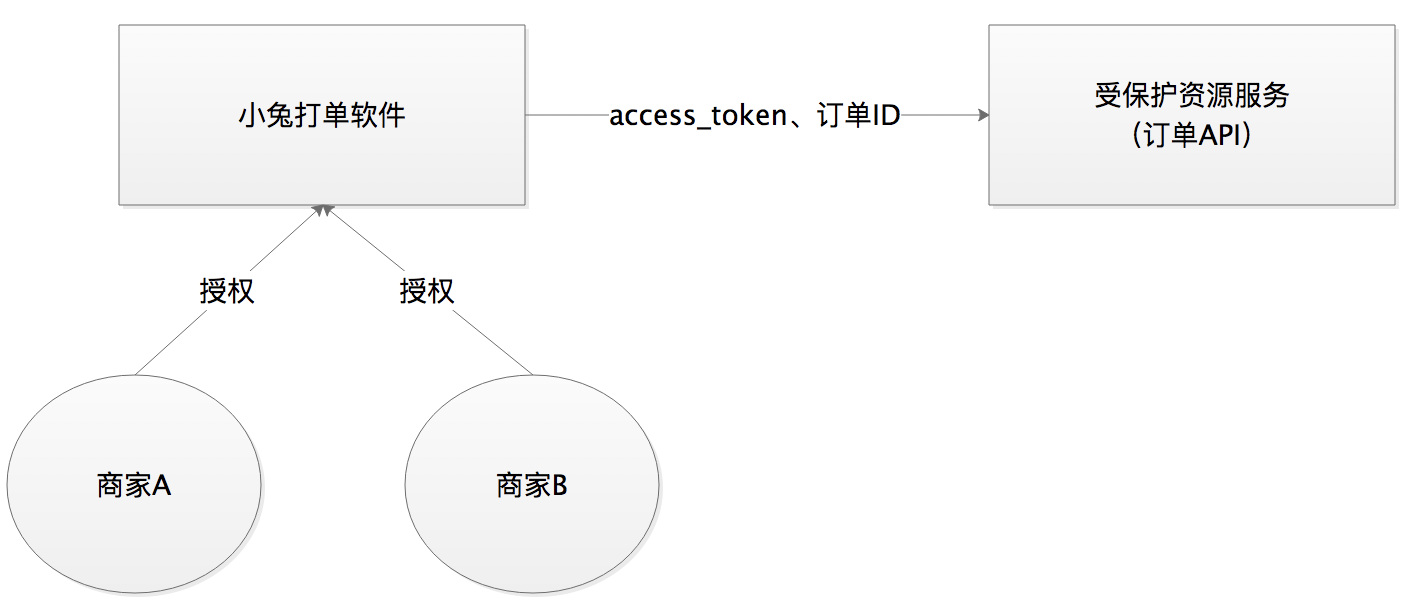 小兔打单软件
access_token、订单ID
受保护资源服务
（订单API）
授权
授权
商家A
商家B